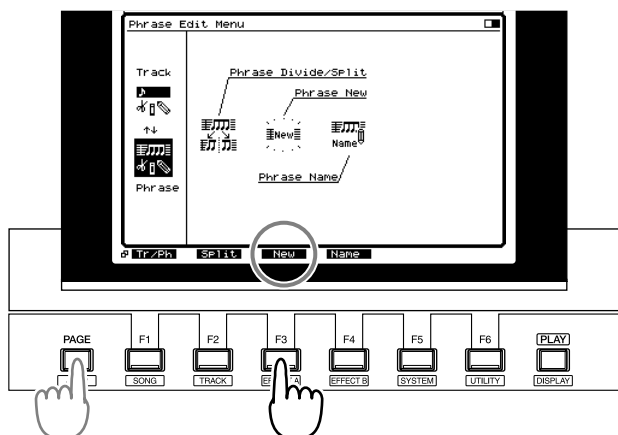 Phrase Edit Menu
Track
Phrase Divide/Split
Phrase New
New
Name
Phrase Name
Phrase
Tr/Ph Split New Name
PAGE F1 F2 F3 F4 F5 F6 PLAY
SONG TRACK EFFECT B SYSTEM UTILITY DISPLAY